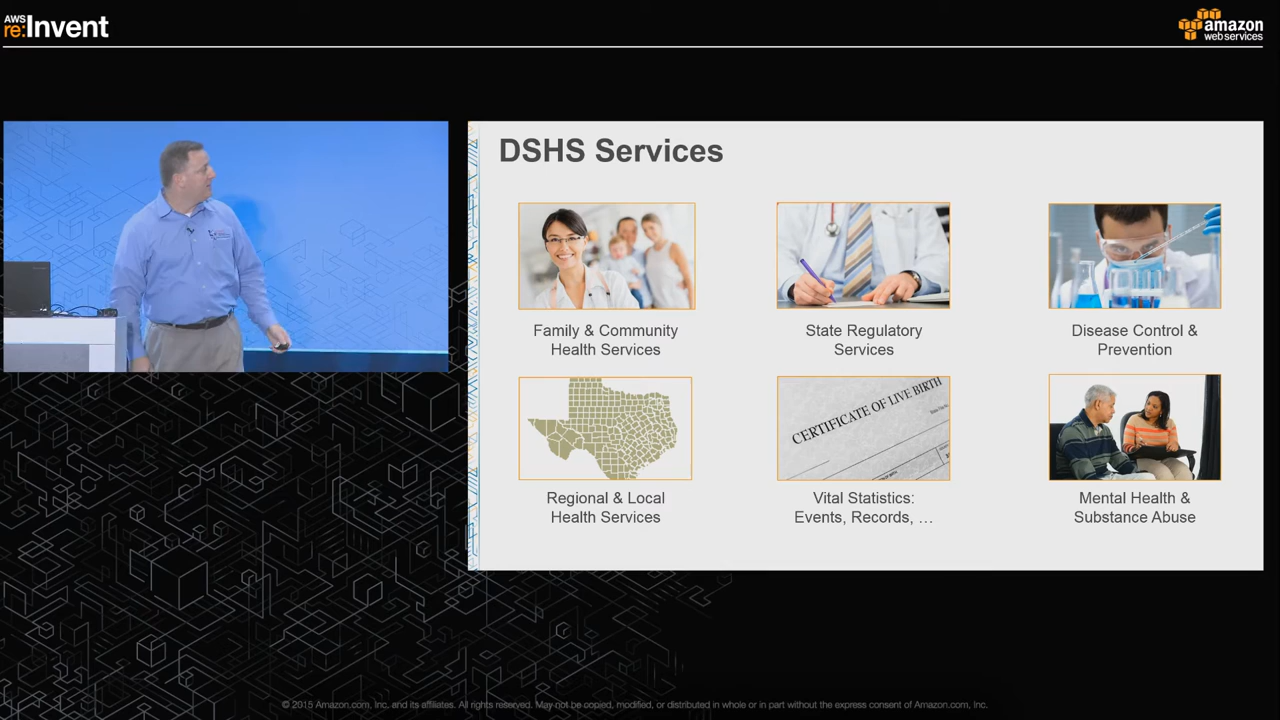 AWS
re:Invent
amazon
web services
DSHS Services
Family & Community
Health Services
State Regulatory
Services
Disease Control &
Prevention
CERTIFICATE OF LIVE BIRTH
Regional & Local
Health Services
Vital Statistics:
Events, Records, …
Mental Health &
Substance Abuse
© 2015 Amazon.com, Inc, and its affiliates. All rights reserved. May not be copied, modified, or distributed in whole or in part without the express consent of Amazon.com, Inc.